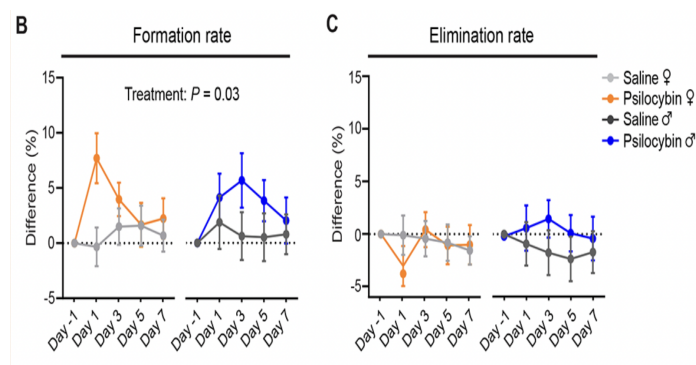 B
Formation rate
Treatment: P = 0.03
Difference (%)
15
10
5
0
-5
Day -1
Day 1
Day 3
Day 5
Day 7
Day -1
Day 1
Day 3
Day 5
Day 7
C
Elimination rate
Difference (%)
15
10
5
0
-5
Day -1
Day 1
Day 3
Day 5
Day 7
Day -1
Day 1
Day 3
Day 5
Day 7
Saline ♀
Psilocybin ♀
Saline ♂
Psilocybin ♂